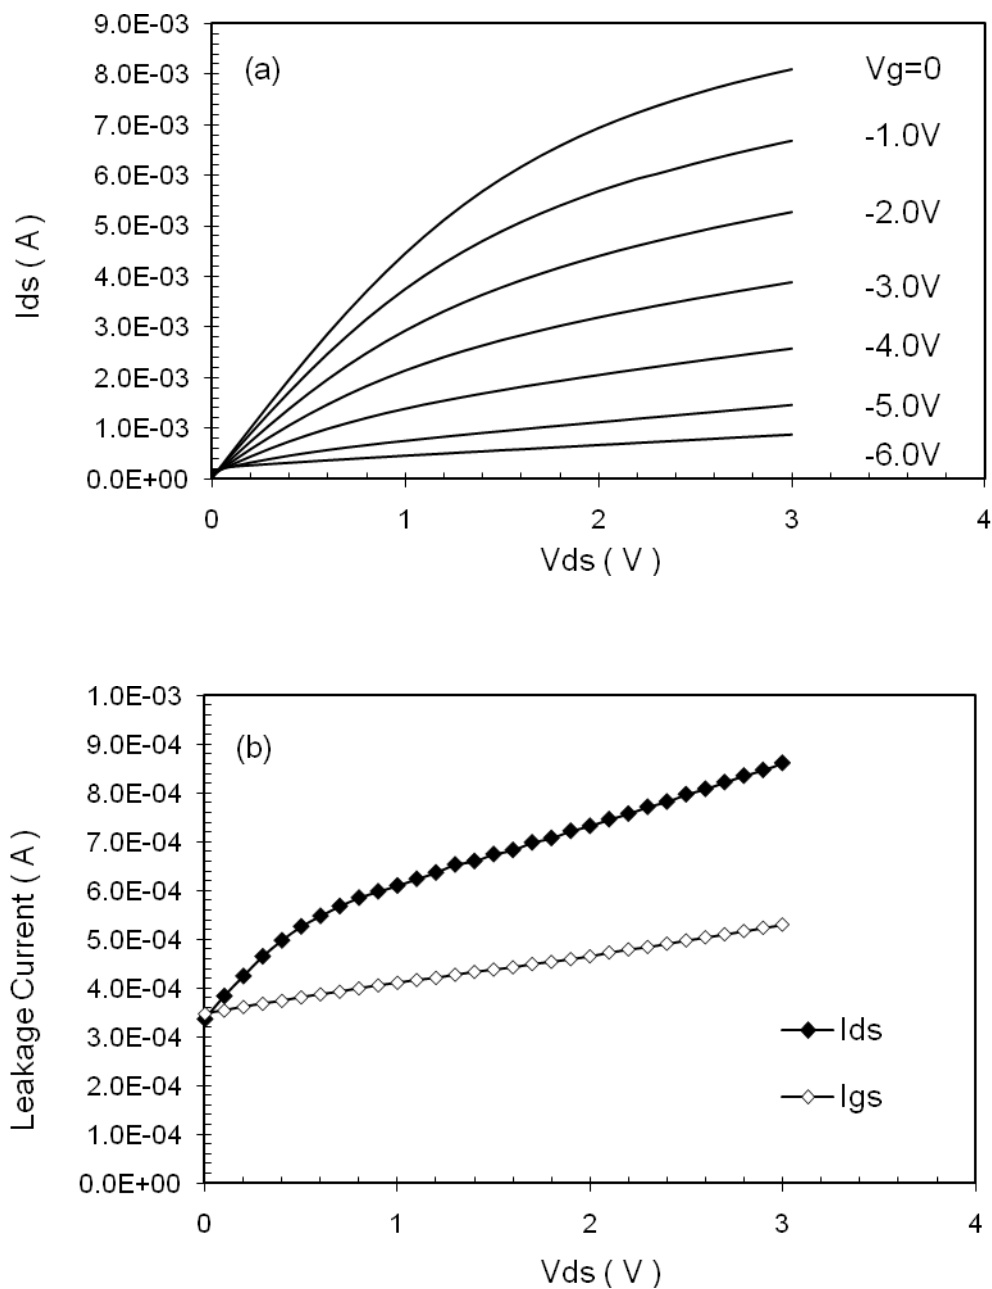 9.0E-03
(a)
Vg=0
8.0E-03
7.0E-03
-1.0V
6.0E-03
-2.0V
5.0E-03
Ids ( A )
4.0E-03
-3.0V
3.0E-03
-4.0V
2.0E-03
-5.0V
1.0E-03
-6.0V
0.0E+00
0 1 2 3 4
Vds ( V )
1.0E-03
(b)
9.0E-04
8.0E-04
7.0E-04
6.0E-04
Leakage Current ( A )
5.0E-04
4.0E-04
3.0E-04
Ids
2.0E-04
Igs
1.0E-04
0.0E+00
0 1 2 3 4
Vds ( V )